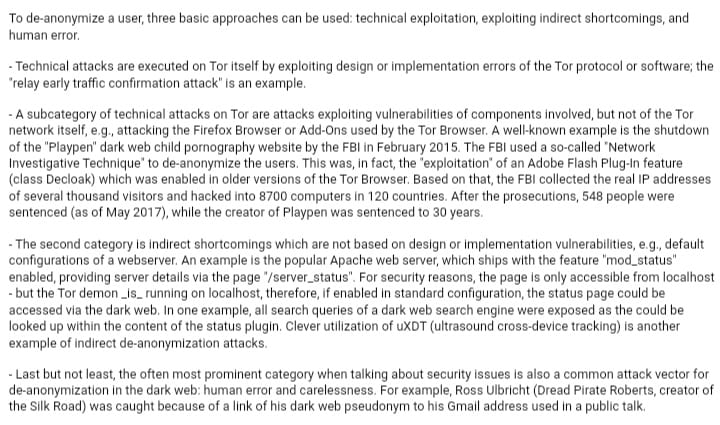 To de-anonymize a user, three basic approaches can be used: technical exploitation, exploiting indirect shortcomings, and
human error.
- Technical attacks are executed on Tor itself by exploiting design or implementation errors of the Tor protocol or software; the
"relay early traffic confirmation attack" is an example.
- A subcategory of technical attacks on Tor are attacks exploiting vulnerabilities of components involved, but not of the Tor
network itself, e.g., attacking the Firefox Browser or Add-Ons used by the Tor Browser. A well-known example is the shutdown
of the "Playpen" dark web child pornography website by the FBI in February 2015. The FBI used a so-called "Network
Investigative Technique" to de-anonymize the users. This was, in fact, the "exploitation" of an Adobe Flash Plug-In feature
(class Decloak) which was enabled in older versions of the Tor Browser. Based on that, the FBI collected the real IP addresses
of several thousand visitors and hacked into 8700 computers in 120 countries. After the prosecutions, 548 people were
sentenced (as of May 2017), while the creator of Playpen was sentenced to 30 years.
- The second category is indirect shortcomings which are not based on design or implementation vulnerabilities, e.g., default
configurations of a webserver. An example is the popular Apache web server, which ships with the feature "mod_status"
enabled, providing server details via the page "/server_status". For security reasons, the page is only accessible from localhost
- but the Tor demon _is_ running on localhost, therefore, if enabled in standard configuration, the status page could be
accessed via the dark web. In one example, all search queries of a dark web search engine were exposed as the could be
looked up within the content of the status plugin. Clever utilization of uXDT (ultrasound cross-device tracking) is another
example of indirect de-anonymization attacks.
- Last but not least, the often most prominent category when talking about security issues is also a common attack vector for
de-anonymization in the dark web: human error and carelessness. For example, Ross Ulbricht (Dread Pirate Roberts, creator of
the Silk Road) was caught because of a link of his dark web pseudonym to his Gmail address used in a public talk.